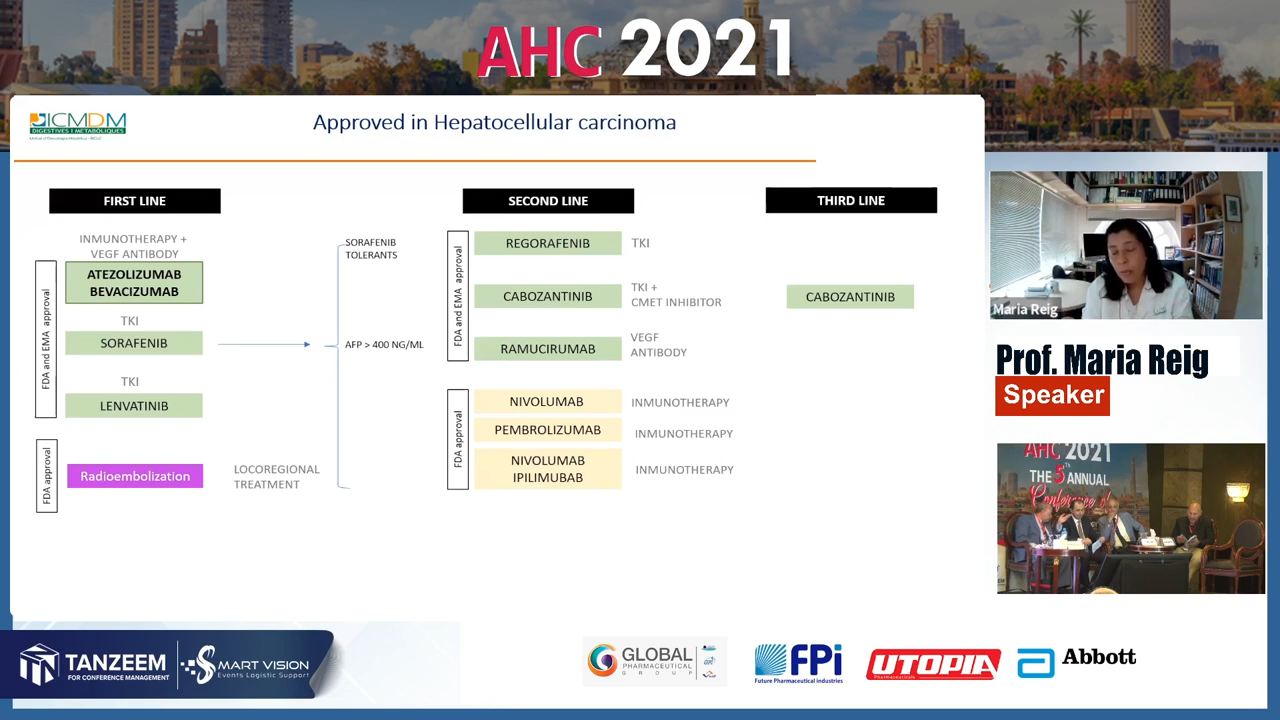 AHC 2021
ICMDM
DIGESTIVES I METABÒLIQUES
Approved in Hepatocellular carcinoma
FIRST LINE
SECOND LINE
THIRD LINE
INMUNOTHERAPY +
VEGF ANTIBODY
ATEZOLIZUMAB
BEVACIZUMAB
TKI
SORAFENIB
TKI
LENVATINIB
FDA and EMA approval
Radioembolization
FDA approval
LOCOREGIONAL
TREATMENT
SORAFENIB
TOLERANTS
AFP > 400 NG/ML
FDA and EMA approval
REGORAFENIB
TKI
CABOZANTINIB
TKI +
CMET INHIBITOR
RAMUCIRUMAB
VEGF
ANTIBODY
CABOZANTINIB
FDA approval
NIVOLUMAB
INMUNOTHERAPY
PEMBROLIZUMAB
INMUNOTHERAPY
NIVOLUMAB
IPILIMUBAB
INMUNOTHERAPY
Maria Reig
Prof. Maria Reig
Speaker
AHC 2021
THE 5TH ANNUAL
Conference of
TANZEEM
FOR CONFERENCE MANAGEMENT
SMART VISION
Events Logistic Support
GLOBAL
PHARMACEUTICAL
GROUP
FPi
Future Pharmaceutical industries
UTOPIA
Pharmaceuticals
Abbott